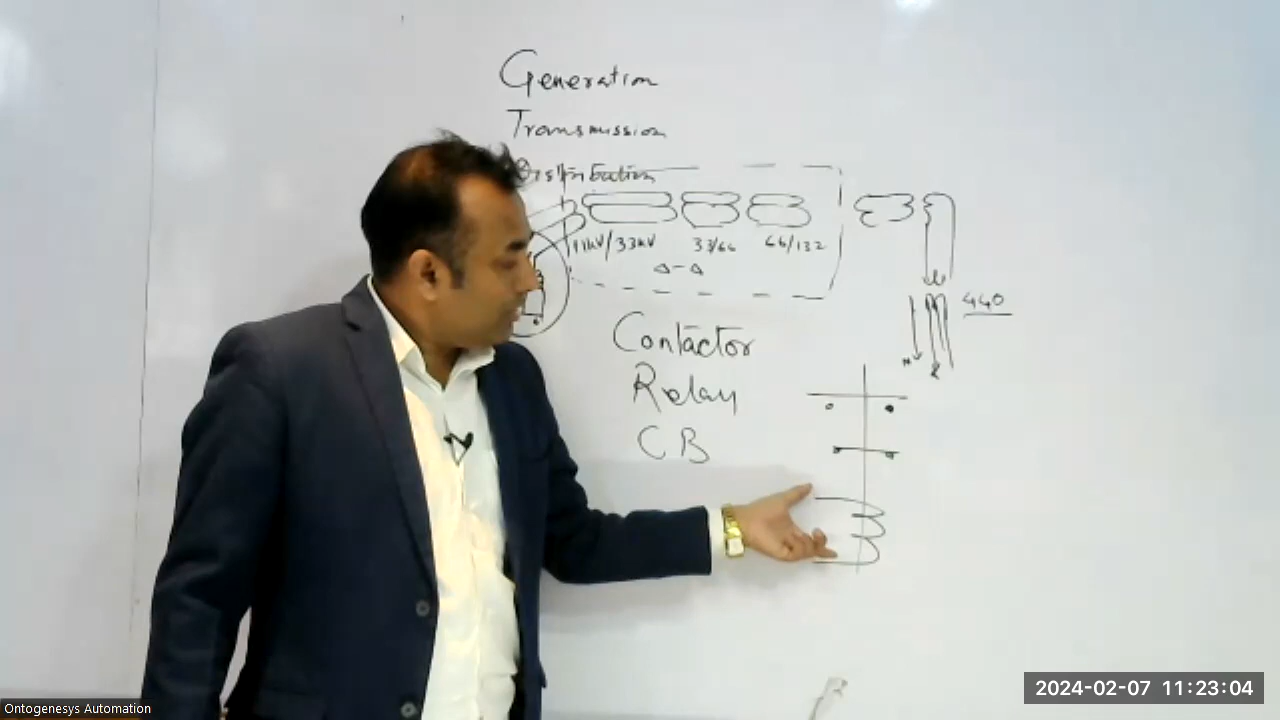 Generation
Transmission
Distribution
11kV/33kV 33/66 66/132
Δ-Δ
440
N R
Contactor
Relay
CB
Ontogenesys Automation
2024-02-07 11:23:04